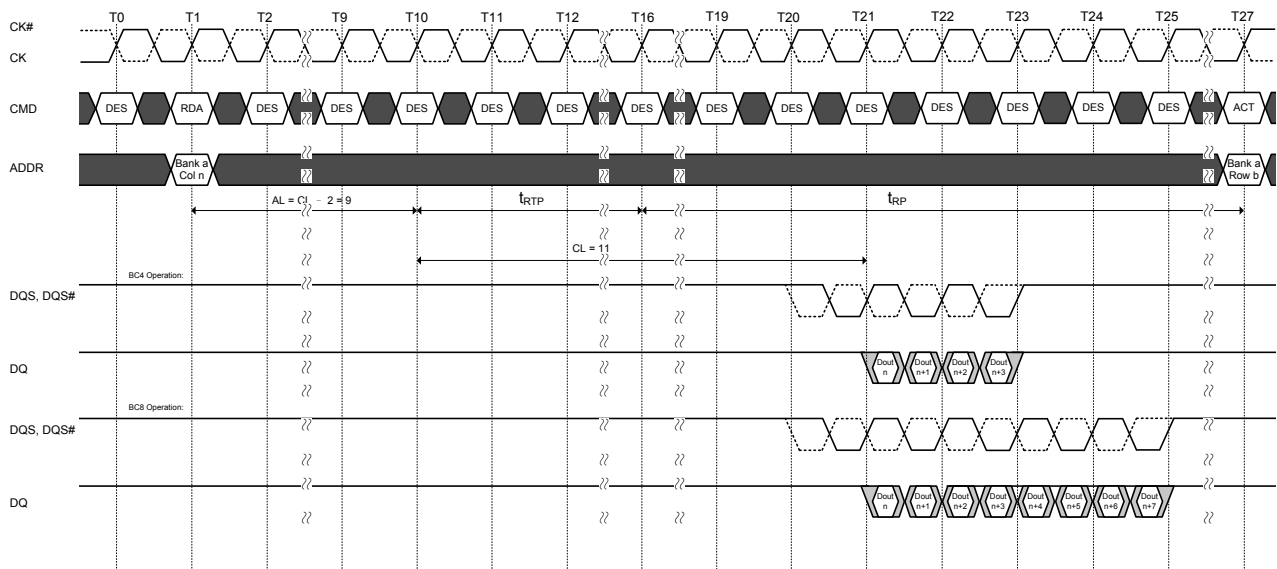 T0 T1 T2 T9 T10 T11 T12 T16 T19 T20 T21 T22 T23 T24 T25 T27
CK#
CK
CMD DES RDA DES DES DES DES DES DES DES DES DES DES DES DES DES ACT
ADDR
Bank a
Col n
Bank a
Row b
AL = CL - 2 = 9
tRTP
tRP
CL = 11
BC4 Operation:
DQS, DQS#
DQ
Dout
n
Dout
n+1
Dout
n+2
Dout
n+3
BC8 Operation:
DQS, DQS#
DQ
Dout
n
Dout
n+1
Dout
n+2
Dout
n+3
Dout
n+4
Dout
n+5
Dout
n+6
Dout
n+7